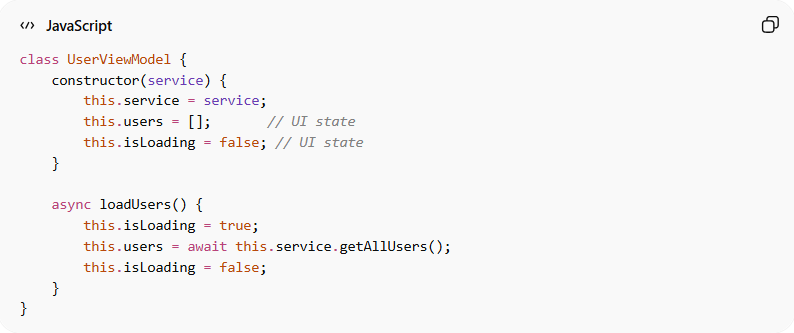 JavaScript
class UserViewModel {
    constructor(service) {
        this.service = service;
        this.users = [];       // UI state
        this.isLoading = false; // UI state
    }

    async loadUsers() {
        this.isLoading = true;
        this.users = await this.service.getAllUsers();
        this.isLoading = false;
    }
}